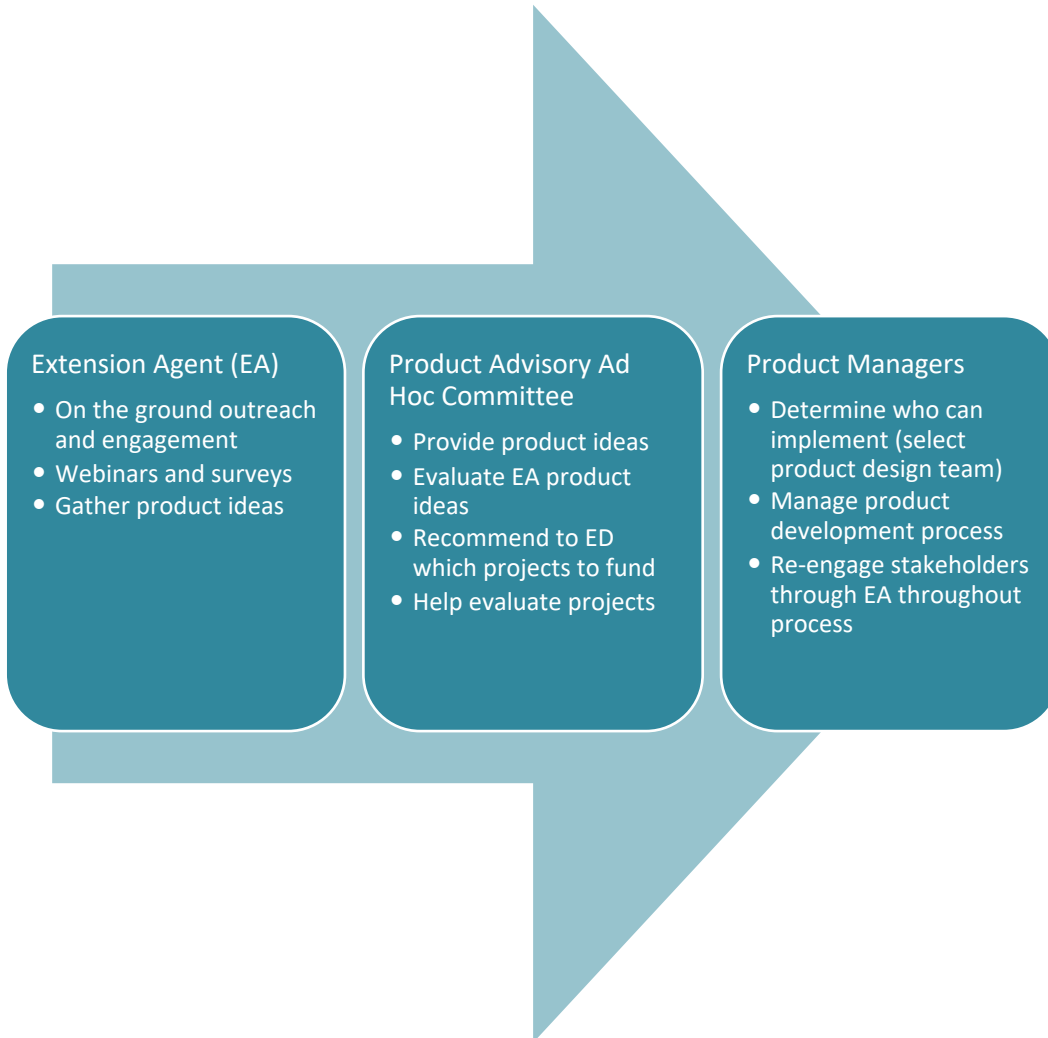 Extension Agent (EA)
• On the ground outreach
and engagement
• Webinars and surveys
• Gather product ideas
Product Advisory Ad
Hoc Committee
• Provide product ideas
• Evaluate EA product
ideas
• Recommend to ED
which projects to fund
• Help evaluate projects
Product Managers
• Determine who can
implement (select
product design team)
• Manage product
development process
• Re-engage stakeholders
through EA throughout
process